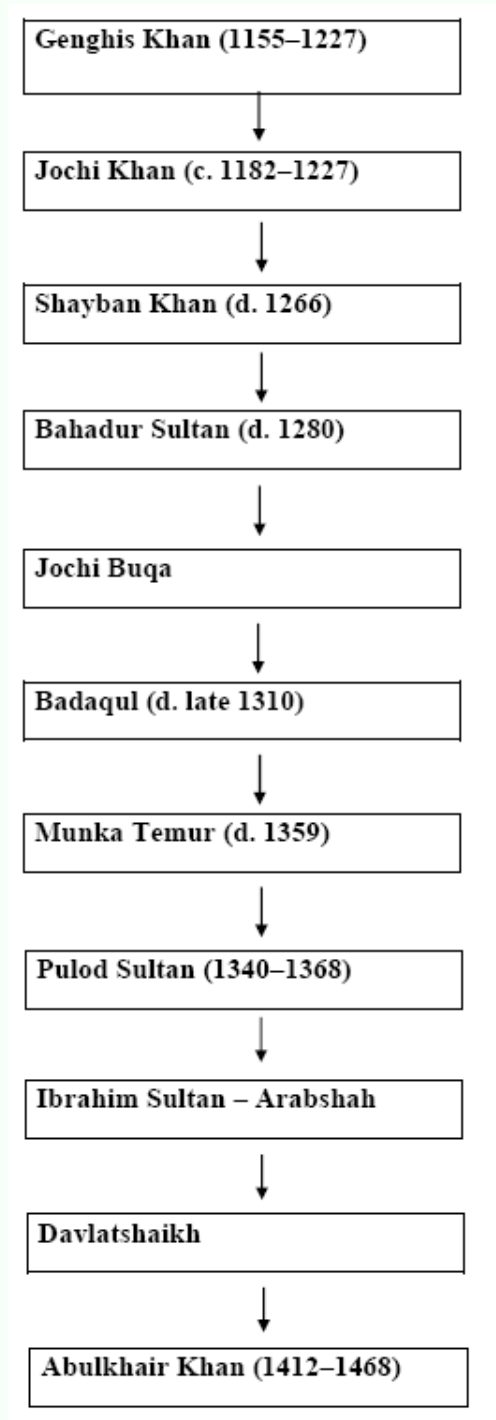 Genghis Khan (1155–1227)
Jochi Khan (c. 1182–1227)
Shayban Khan (d. 1266)
Bahadur Sultan (d. 1280)
Jochi Buqa
Badaqul (d. late 1310)
Munka Temur (d. 1359)
Pulod Sultan (1340–1368)
Ibrahim Sultan – Arabshah
Davlatshaikh
Abulkhair Khan (1412–1468)